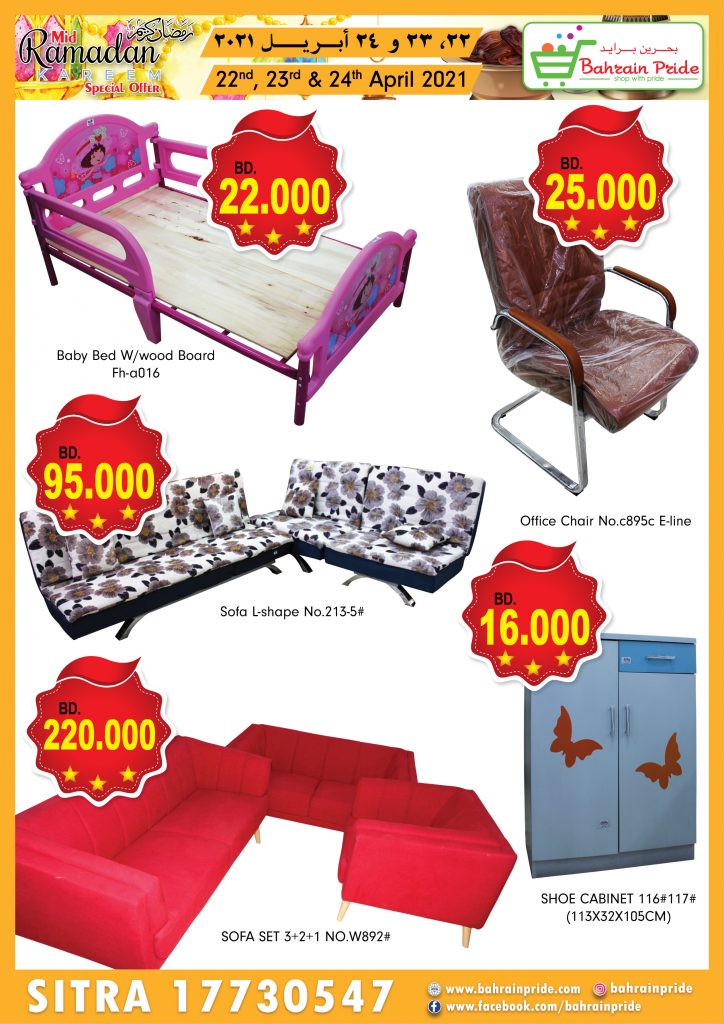 Mid
رمضان كريم
Ramadan
KAREEM
Special Offer
٢٢، ٢٣ و ٢٤ أبريل ٢٠٢١
22nd, 23rd & 24th April 2021
بحرين برايد
Bahrain Pride
shop with pride
BD.
22.000
BD.
25.000
Baby Bed W/wood Board
Fh-a016
BD.
95.000
Office Chair No.c895c E-line
Sofa L-shape No.213-5#
BD.
16.000
BD.
220.000
SHOE CABINET 116#117#
(113X32X105CM)
SOFA SET 3+2+1 NO.W892#
SITRA 17730547
www.bahrainpride.com
bahrainpride
www.facebook.com/bahrainpride